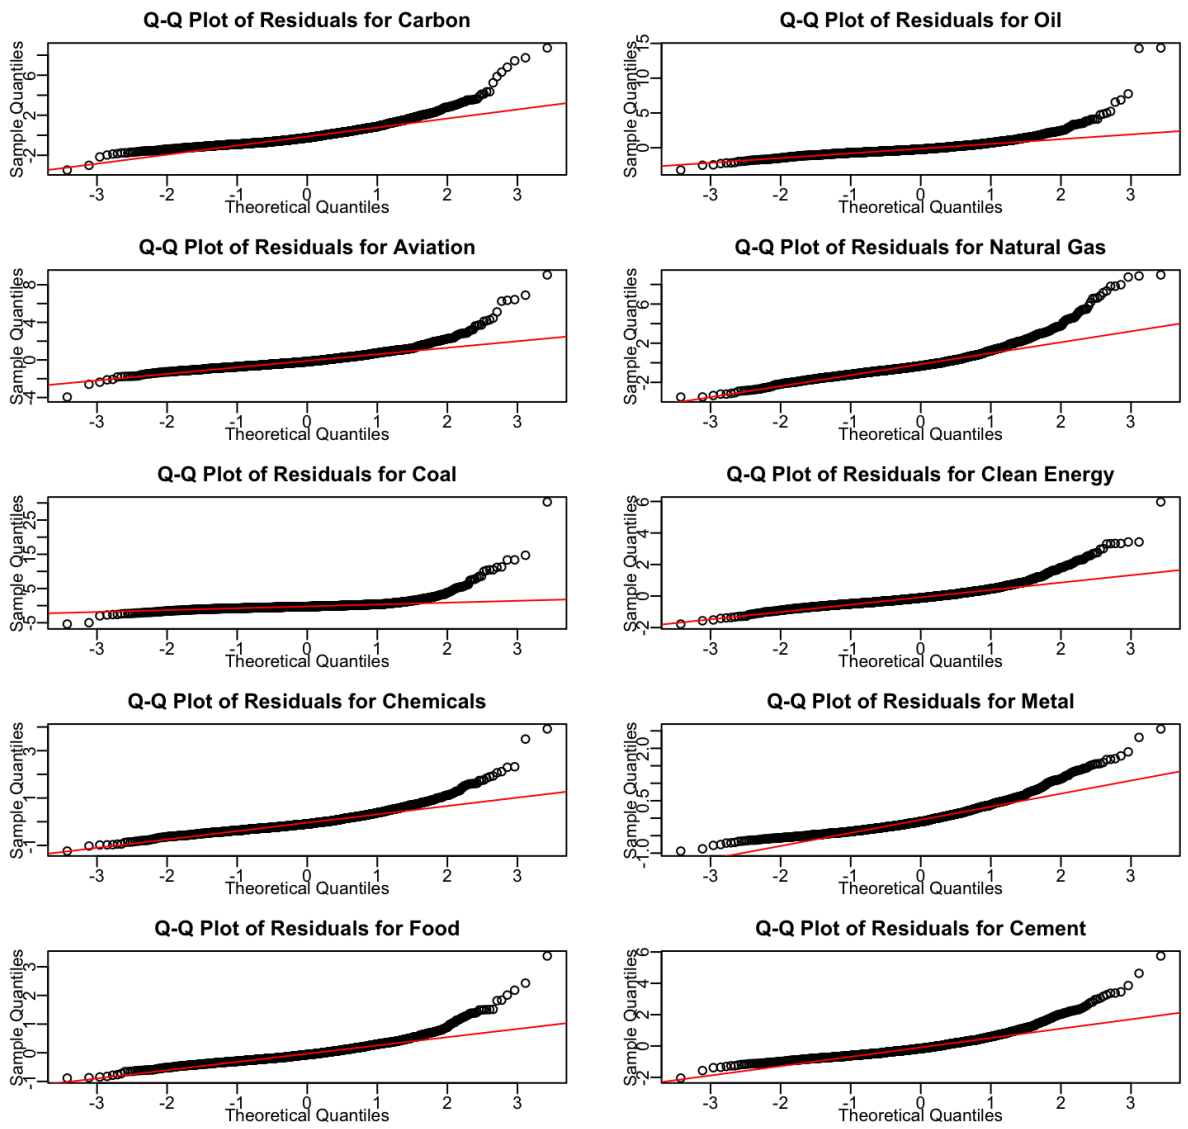 Q-Q Plot of Residuals for Carbon
Sample Quantiles
-2 2 6
-3 -2 -1 0 1 2 3
Theoretical Quantiles
Q-Q Plot of Residuals for Oil
Sample Quantiles
0 5 10 15
-3 -2 -1 0 1 2 3
Theoretical Quantiles
Q-Q Plot of Residuals for Aviation
Sample Quantiles
-4 0 4 8
-3 -2 -1 0 1 2 3
Theoretical Quantiles
Q-Q Plot of Residuals for Natural Gas
Sample Quantiles
-2 2 6
-3 -2 -1 0 1 2 3
Theoretical Quantiles
Q-Q Plot of Residuals for Coal
Sample Quantiles
-5 5 15 25
-3 -2 -1 0 1 2 3
Theoretical Quantiles
Q-Q Plot of Residuals for Clean Energy
Sample Quantiles
-2 0 2 4 6
-3 -2 -1 0 1 2 3
Theoretical Quantiles
Q-Q Plot of Residuals for Chemicals
Sample Quantiles
-1 1 3
-3 -2 -1 0 1 2 3
Theoretical Quantiles
Q-Q Plot of Residuals for Metal
Sample Quantiles
-1.0 0.5 2.0
-3 -2 -1 0 1 2 3
Theoretical Quantiles
Q-Q Plot of Residuals for Food
Sample Quantiles
-1 0 1 2 3
-3 -2 -1 0 1 2 3
Theoretical Quantiles
Q-Q Plot of Residuals for Cement
Sample Quantiles
-2 0 2 4 6
-3 -2 -1 0 1 2 3
Theoretical Quantiles